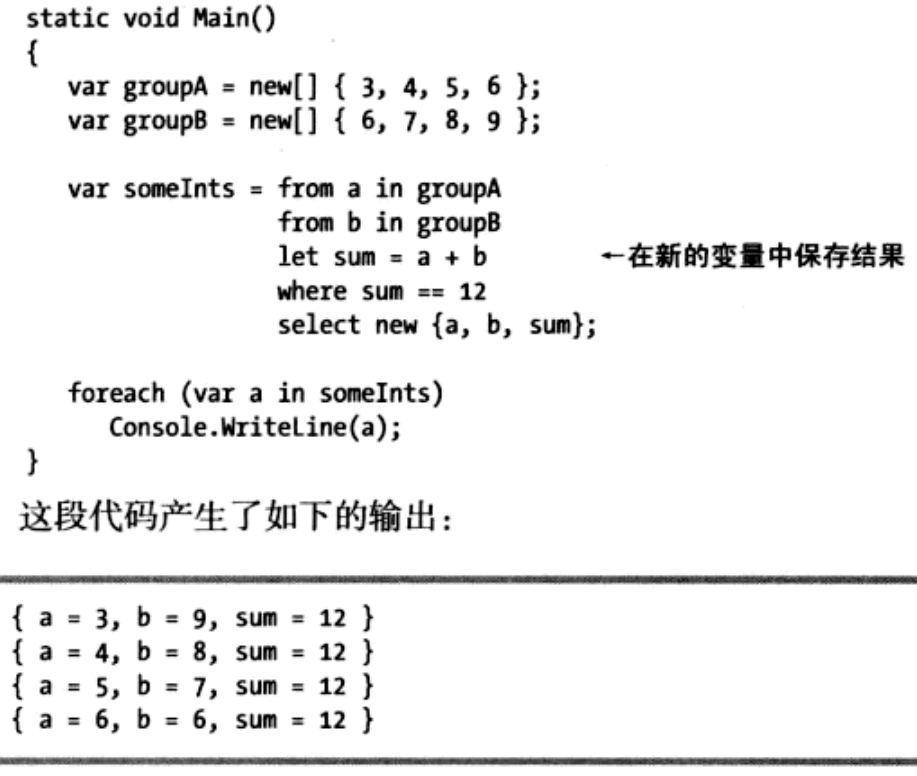 static void Main()
{
var groupA = new[] { 3, 4, 5, 6 };
var groupB = new[] { 6, 7, 8, 9 };
var someInts = from a in groupA
from b in groupB
let sum = a + b ←在新的变量中保存结果
where sum == 12
select new {a, b, sum};
foreach (var a in someInts)
Console.WriteLine(a);
}
这段代码产生了如下的输出：
{ a = 3, b = 9, sum = 12 }
{ a = 4, b = 8, sum = 12 }
{ a = 5, b = 7, sum = 12 }
{ a = 6, b = 6, sum = 12 }